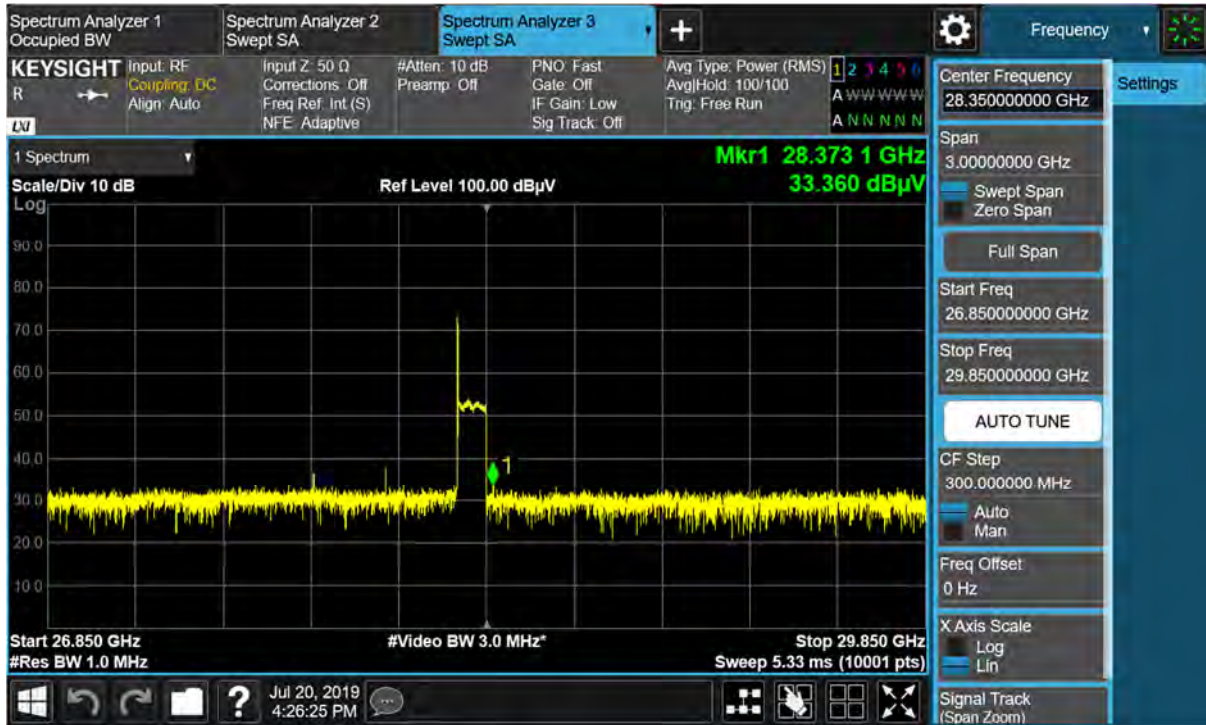 Spectrum Analyzer 1
Occupied BW
Spectrum Analyzer 2
Swept SA
Spectrum Analyzer 3
Swept SA
+
Frequency
KEYSIGHT
R
LXI
Input: RF
Coupling: DC
Align: Auto
Input Z: 50 Ω
Corrections: Off
Freq Ref: Int (S)
NFE: Adaptive
#Atten: 10 dB
Preamp: Off
PNO: Fast
Gate: Off
IF Gain: Low
Sig Track: Off
Avg Type: Power (RMS)
Avg|Hold: 100/100
Trig: Free Run
1 2 3 4 5 6
A W W W W W
A N N N N N
1 Spectrum
Scale/Div 10 dB
Log
Ref Level 100.00 dBµV
Mkr1 28.373 1 GHz
33.360 dBµV
90.0
80.0
70.0
60.0
50.0
40.0
30.0
20.0
10.0
1
Start 26.850 GHz
#Res BW 1.0 MHz
#Video BW 3.0 MHz*
Stop 29.850 GHz
Sweep 5.33 ms (10001 pts)
Center Frequency
28.350000000 GHz
Span
3.00000000 GHz
Swept Span
Zero Span
Full Span
Start Freq
26.850000000 GHz
Stop Freq
29.850000000 GHz
AUTO TUNE
CF Step
300.000000 MHz
Auto
Man
Freq Offset
0 Hz
X Axis Scale
Log
Lin
Signal Track
(Span Zoom)
Settings
?
Jul 20, 2019
4:26:25 PM